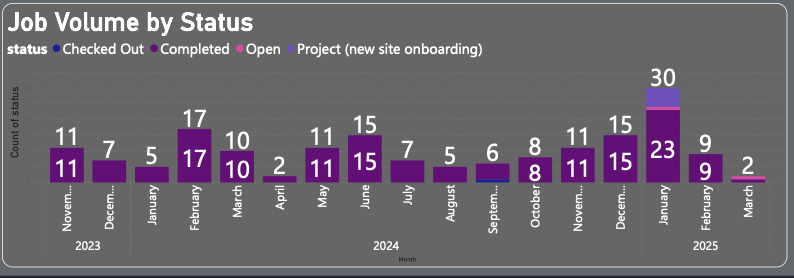 Job Volume by Status
status Checked Out Completed Open Project (new site onboarding)
Count of status
11 7 5 17 10 2 11 15 7 5 6 8 11 15 30 9 2
11 17 10 11 15 8 11 15 23 9
Novem... Decem... January February March April May June July August Septem... October Novem... Decem... January February March
2023 2024 2025
Month